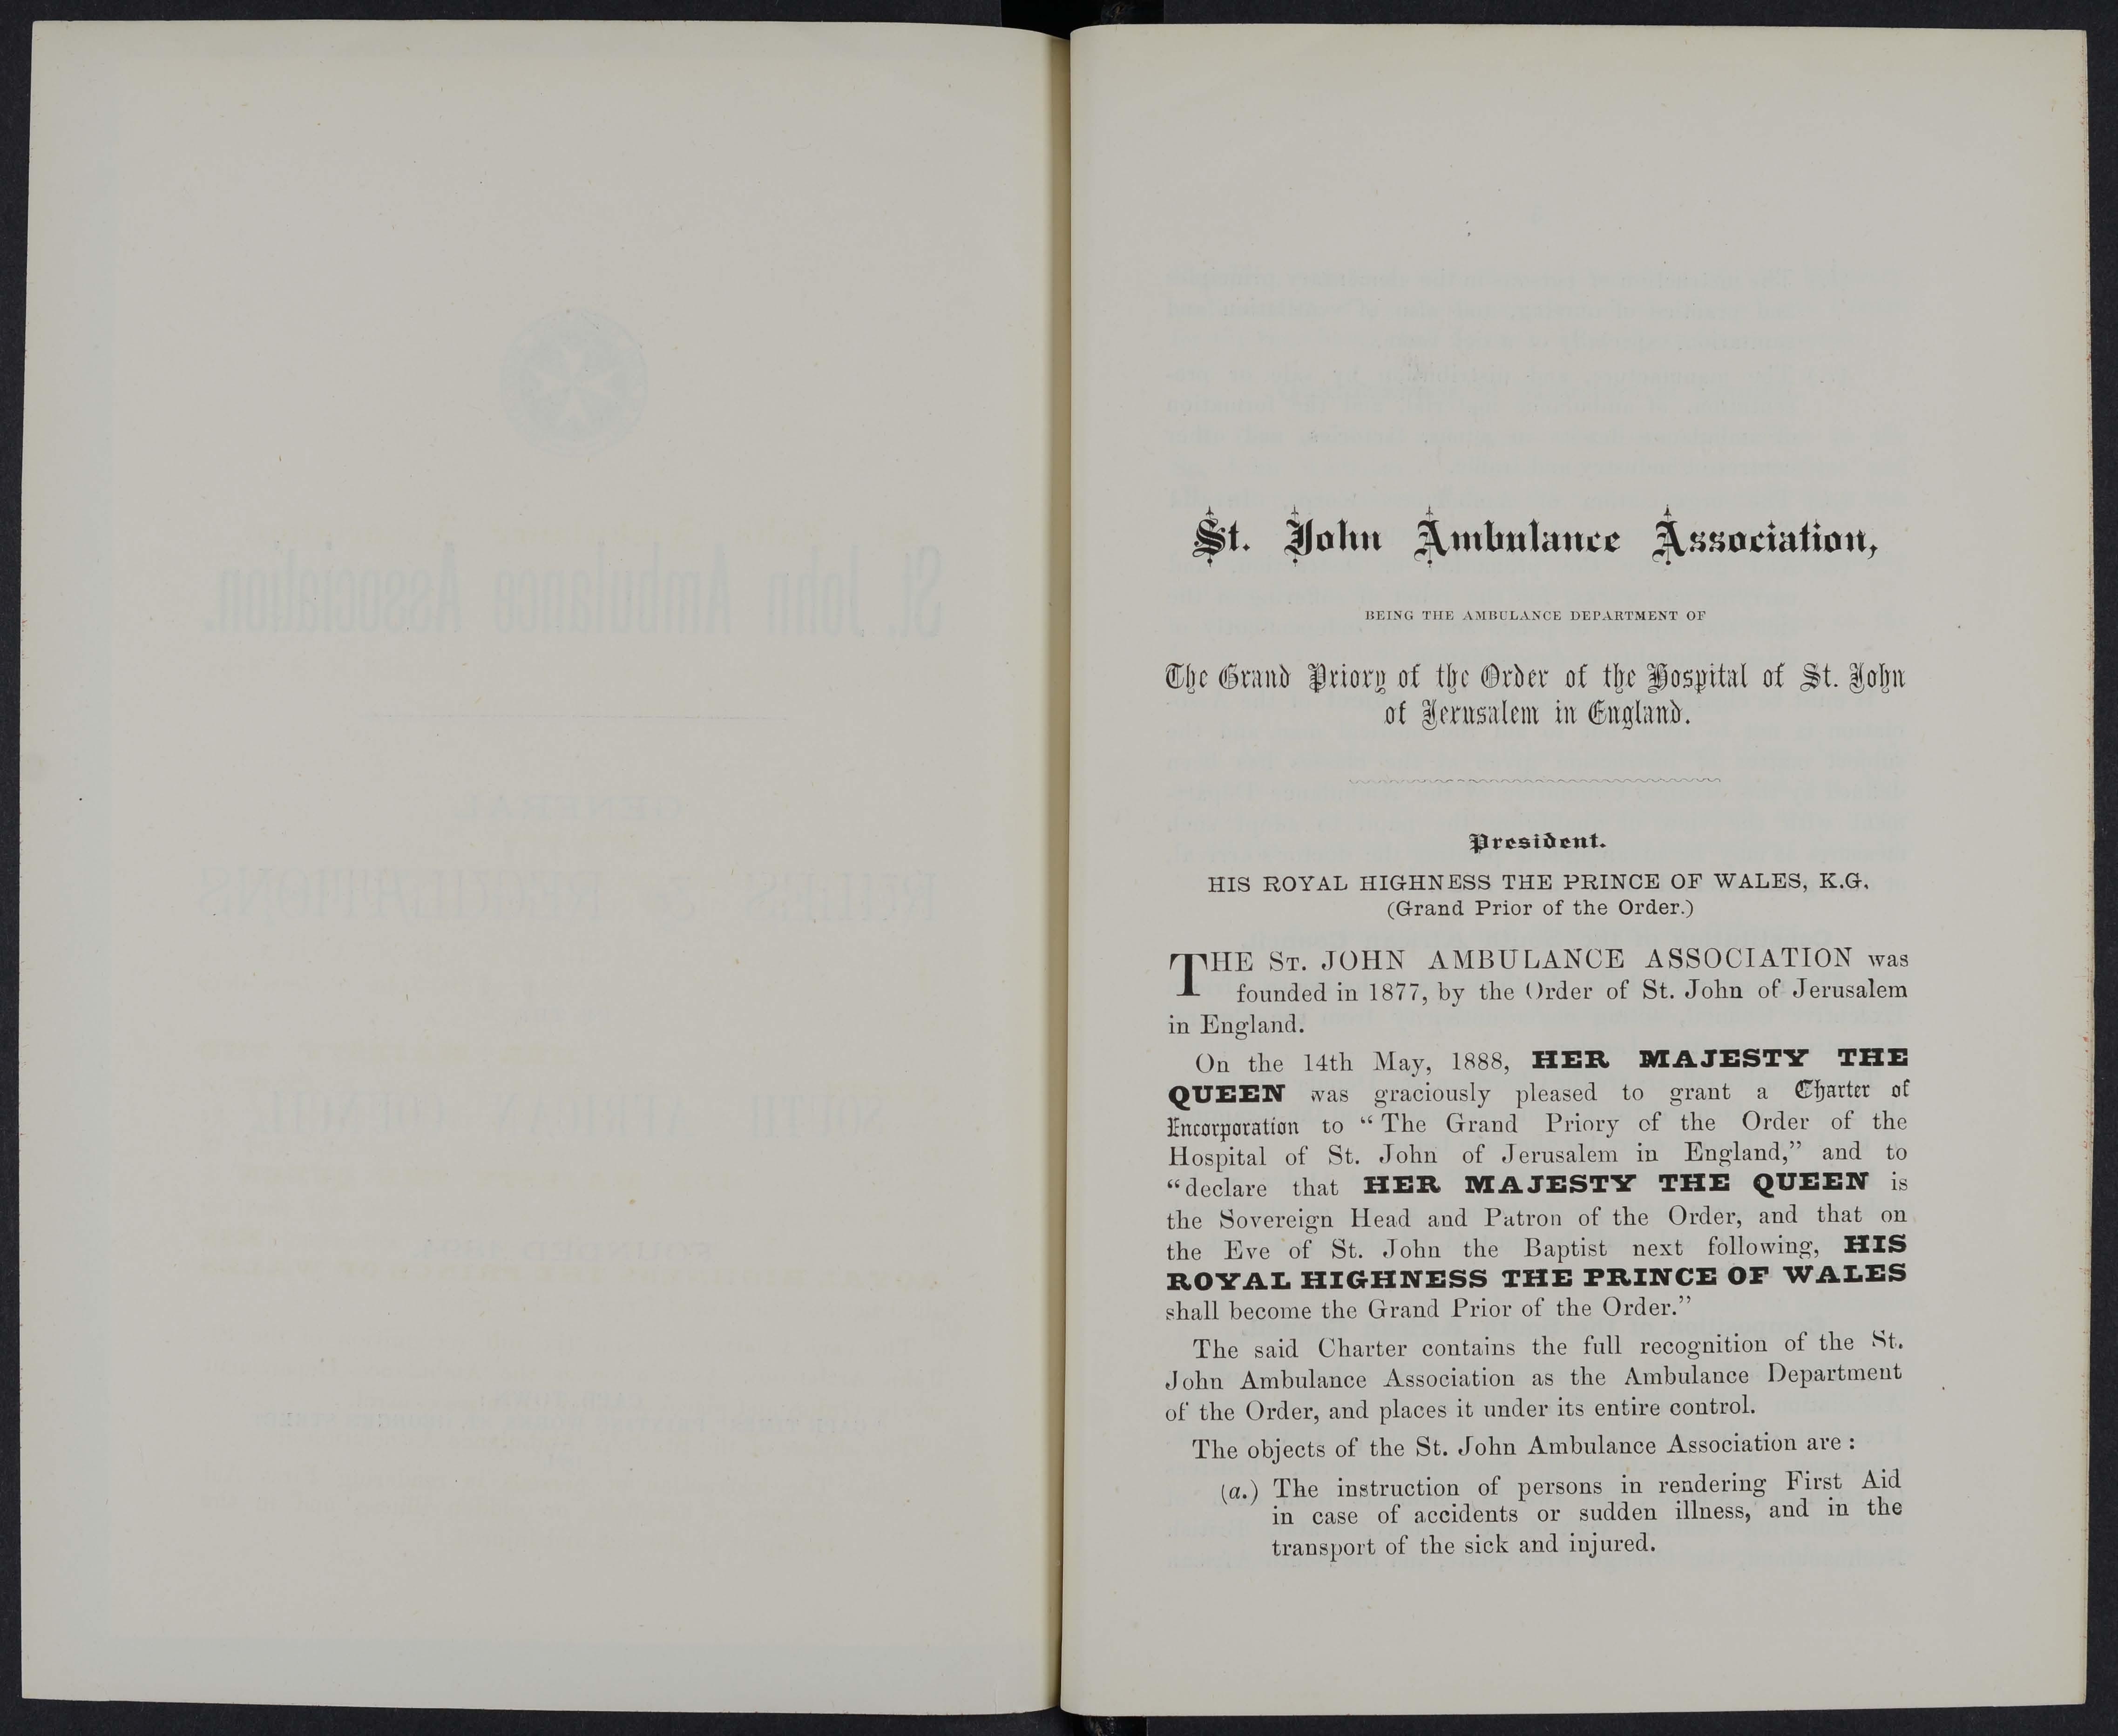 St. John Ambulance Association,
BEING THE AMBULANCE DEPARTMENT OF
The Grand Priory of the Order of the Hospital of St. John
of Jerusalem in England.
President.
HIS ROYAL HIGHNESS THE PRINCE OF WALES, K.G.
(Grand Prior of the Order.)
THE ST. JOHN AMBULANCE ASSOCIATION was
founded in 1877, by the Order of St. John of Jerusalem
in England.
On the 14th May, 1888, HER MAJESTY THE
QUEEN was graciously pleased to grant a Charter of
Incorporation to "The Grand Priory of the Order of the
Hospital of St. John of Jerusalem in England," and to
"declare that HER MAJESTY THE QUEEN is
the Sovereign Head and Patron of the Order, and that on
the Eve of St. John the Baptist next following, HIS
ROYAL HIGHNESS THE PRINCE OF WALES
shall become the Grand Prior of the Order."
The said Charter contains the full recognition of the St.
John Ambulance Association as the Ambulance Department
of the Order, and places it under its entire control.
The objects of the St. John Ambulance Association are :
(a.) The instruction of persons in rendering First Aid
in case of accidents or sudden illness, and in the
transport of the sick and injured.